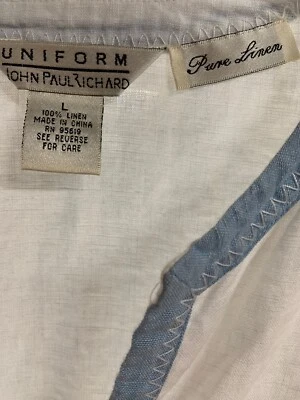 UNIFORM
JOHN PAUL RICHARD
Pure Linen
L
100% LINEN
MADE IN CHINA
RN 95619
SEE REVERSE
FOR CARE